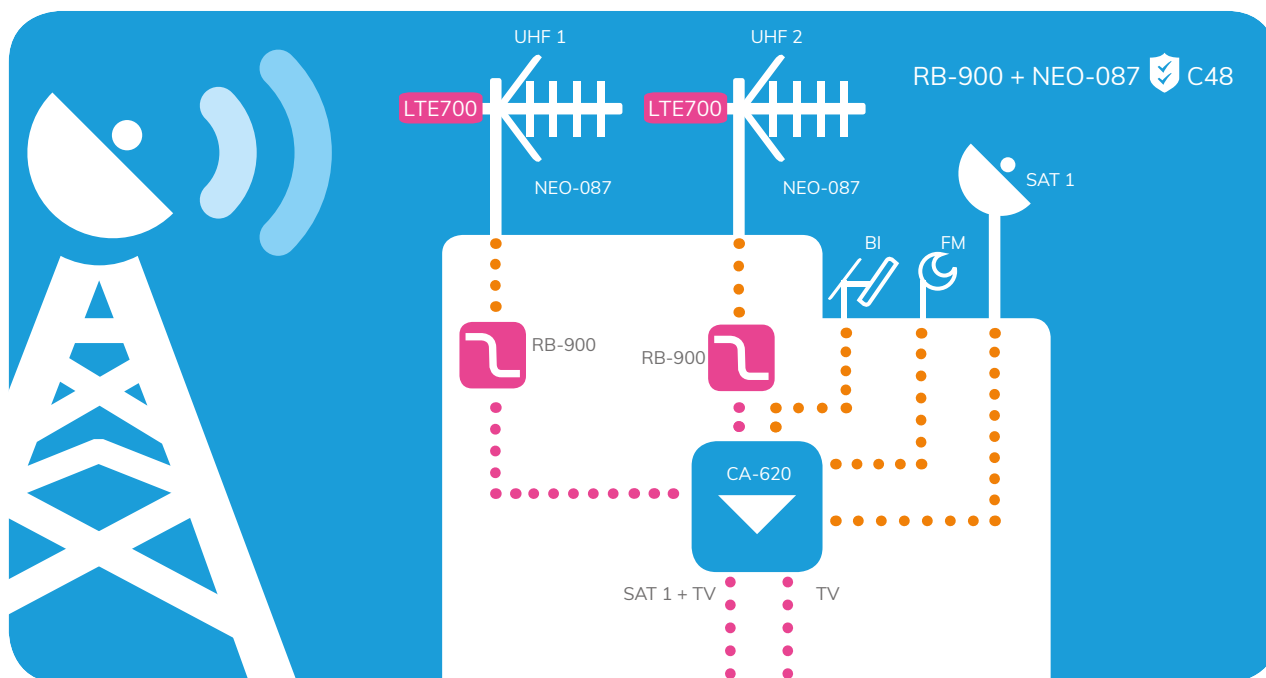 UHF 1
UHF 2
RB-900 + NEO-087 C48
LTE700
LTE700
NEO-087
NEO-087
SAT 1
BI
FM
RB-900
RB-900
CA-620
SAT 1 + TV
TV